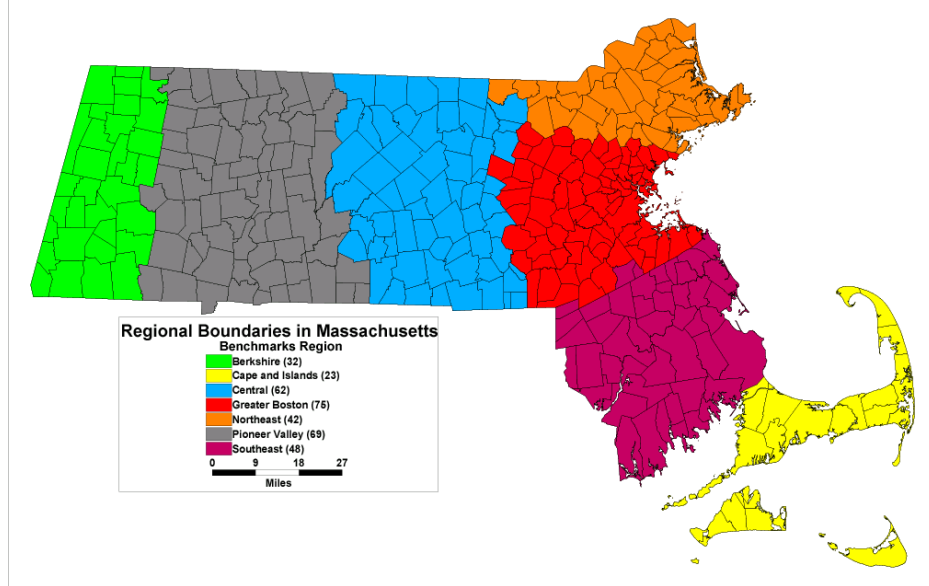 Regional Boundaries in Massachusetts
Benchmarks Region
Berkshire (32)
Cape and Islands (23)
Central (62)
Greater Boston (75)
Northeast (42)
Pioneer Valley (69)
Southeast (48)
0 9 18 27
Miles